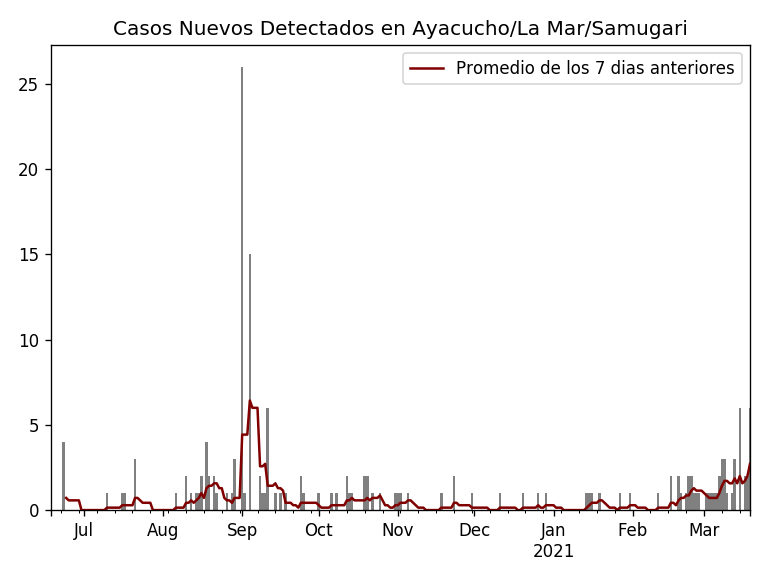 Casos Nuevos Detectados en Ayacucho/La Mar/Samugari
Promedio de los 7 dias anteriores
25
20
15
10
5
0
Jul Aug Sep Oct Nov Dec Jan Feb Mar
2021